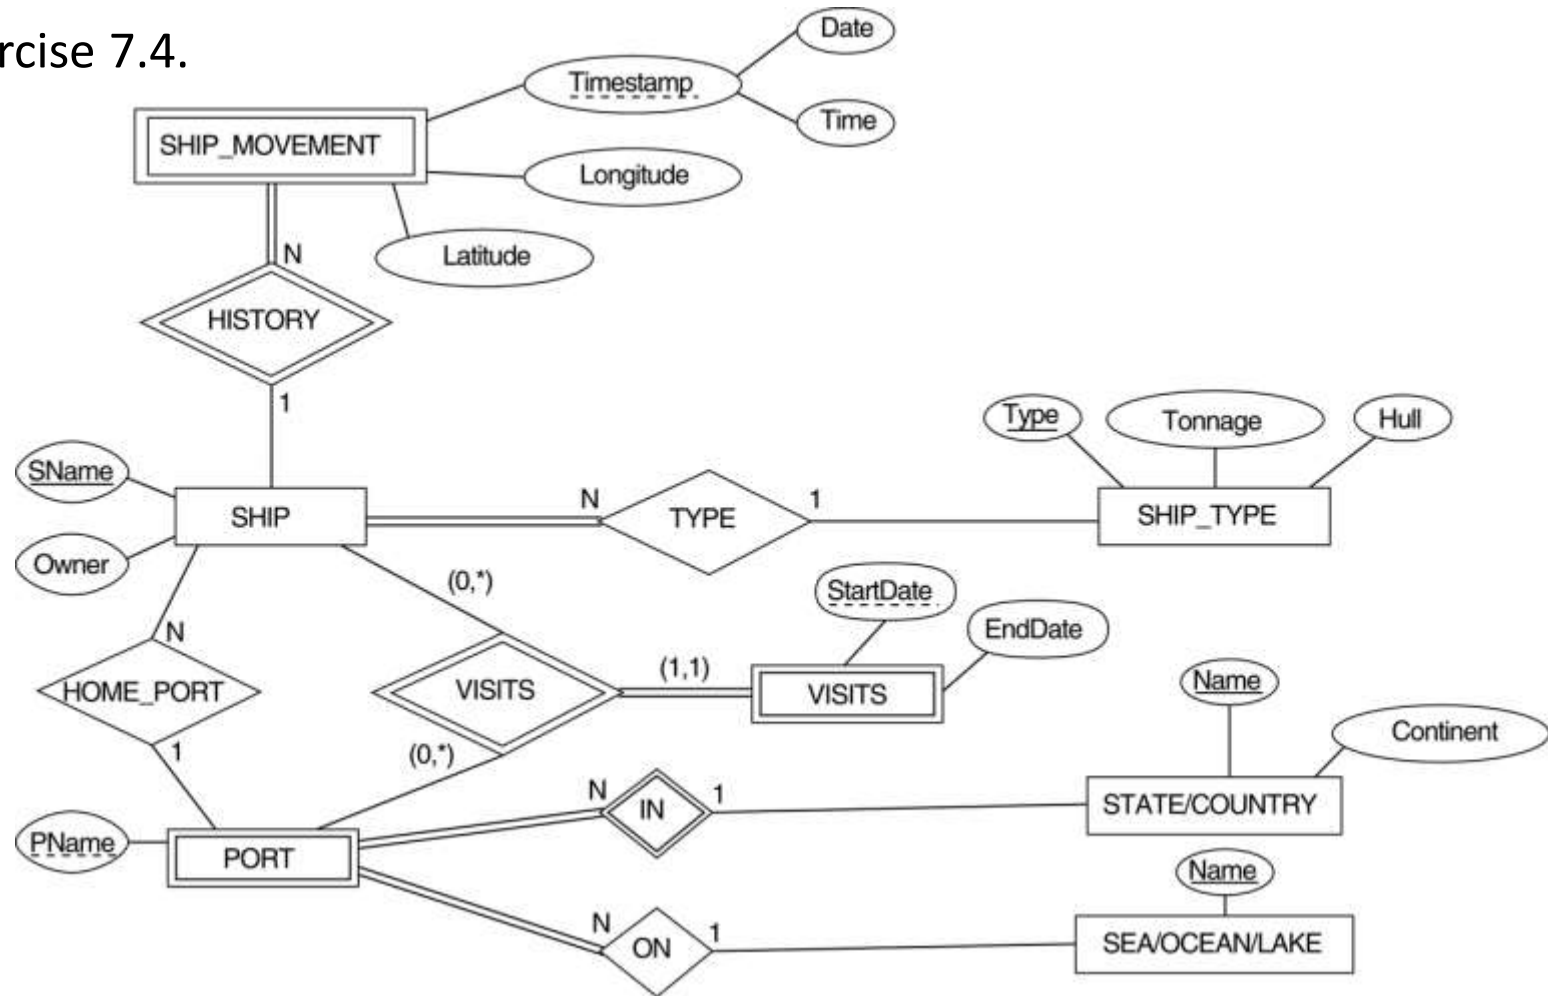 rcise 7.4.
Date
Timestamp
Time
SHIP_MOVEMENT
Longitude
Latitude
N
HISTORY
1
Type
Tonnage
Hull
SName
SHIP
N
TYPE
1
SHIP_TYPE
Owner
(0,*)
StartDate
EndDate
N
HOME_PORT
1
VISITS
(1,1)
VISITS
(0,*)
Name
Continent
N
IN
1
STATE/COUNTRY
PName
PORT
Name
N
ON
1
SEA/OCEAN/LAKE